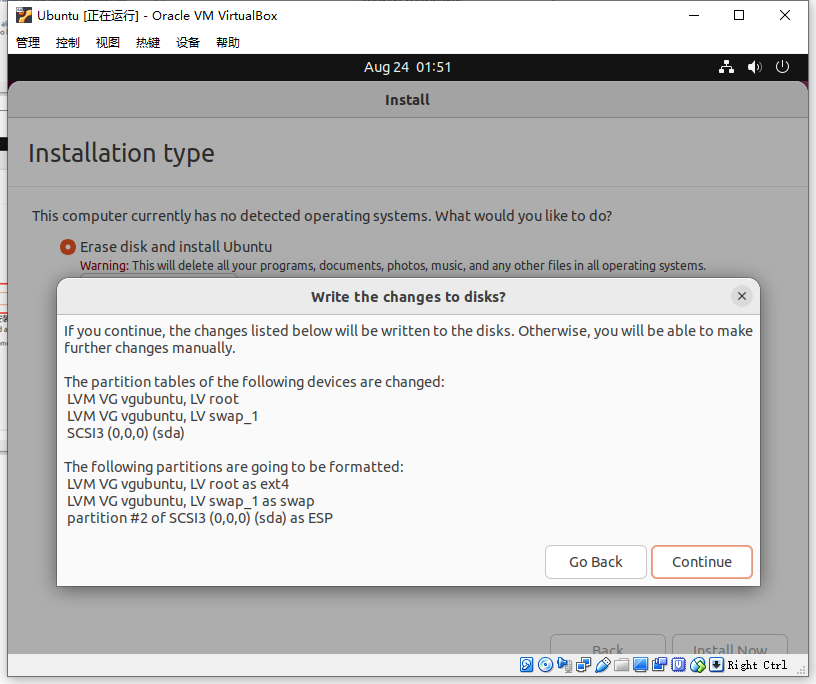 Ubuntu [正在运行] - Oracle VM VirtualBox
管理 控制 视图 热键 设备 帮助
Aug 24 01:51
Install
Installation type
This computer currently has no detected operating systems. What would you like to do?
Erase disk and install Ubuntu
Warning: This will delete all your programs, documents, photos, music, and any other files in all operating systems.
Write the changes to disks?
If you continue, the changes listed below will be written to the disks. Otherwise, you will be able to make
further changes manually.
The partition tables of the following devices are changed:
LVM VG vgubuntu, LV root
LVM VG vgubuntu, LV swap_1
SCSI3 (0,0,0) (sda)
The following partitions are going to be formatted:
LVM VG vgubuntu, LV root as ext4
LVM VG vgubuntu, LV swap_1 as swap
partition #2 of SCSI3 (0,0,0) (sda) as ESP
Go Back Continue
Back Install Now
Right Ctrl